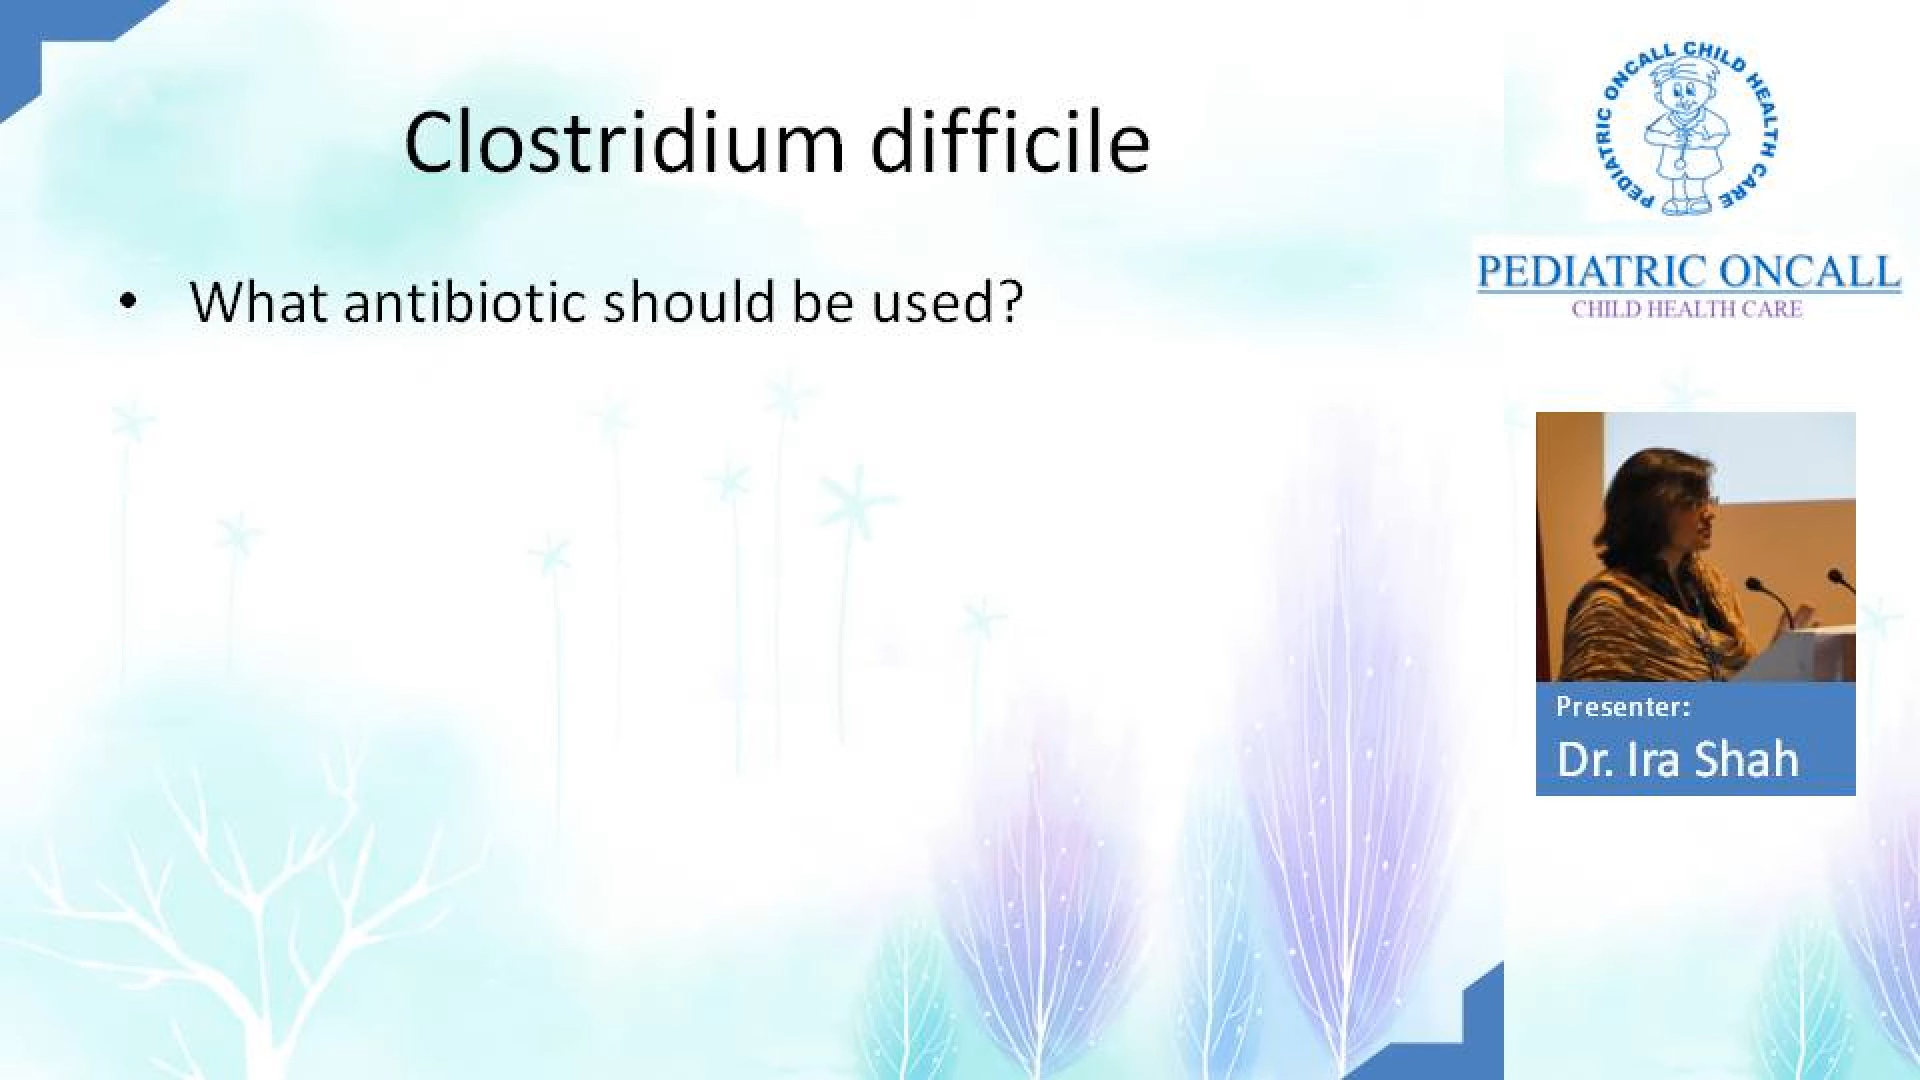 Clostridium difficile
• What antibiotic should be used?
PEDIATRIC ONCALL CHILD HEALTH CARE
PEDIATRIC ONCALL
CHILD HEALTH CARE
Presenter:
Dr. Ira Shah